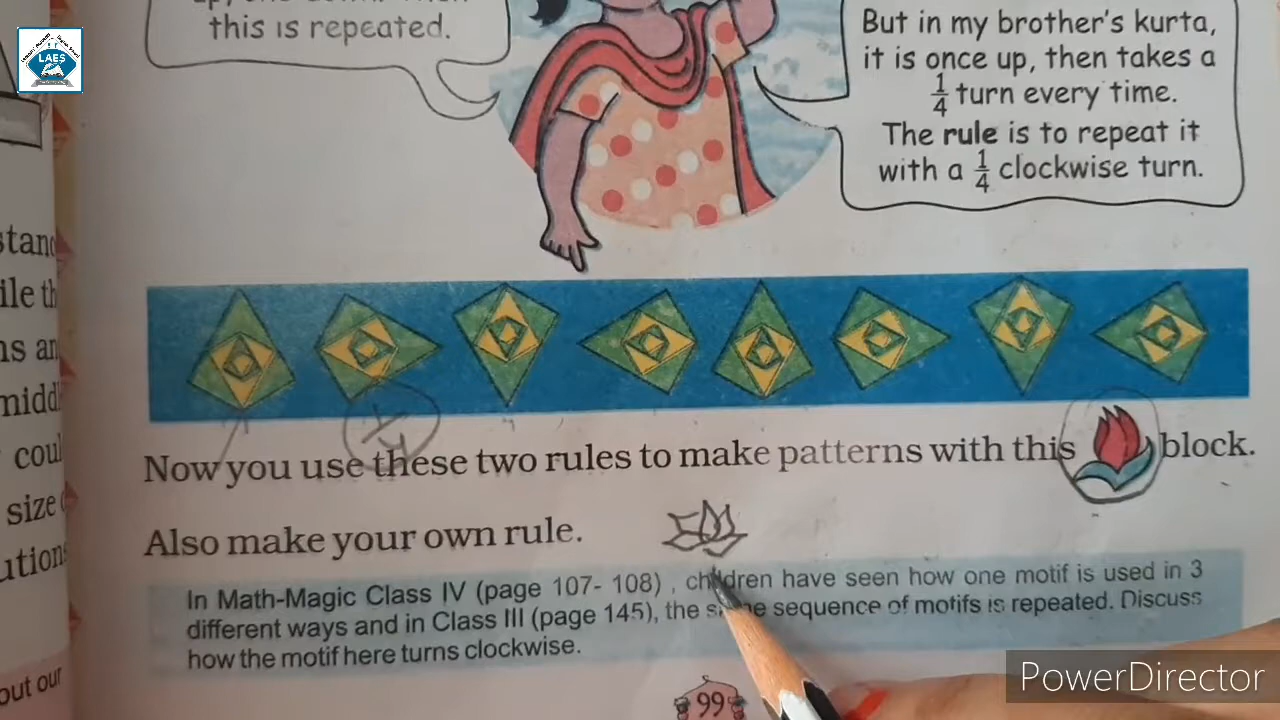 this is repeated.
But in my brother's kurta,
it is once up, then takes a
1/4 turn every time.
The rule is to repeat it
with a 1/4 clockwise turn.
LAES
Now you use these two rules to make patterns with this block.
Also make your own rule.
In Math-Magic Class IV (page 107- 108) , children have seen how one motif is used in 3
different ways and in Class III (page 145), the same sequence of motifs is repeated. Discuss
how the motif here turns clockwise.
99
PowerDirector